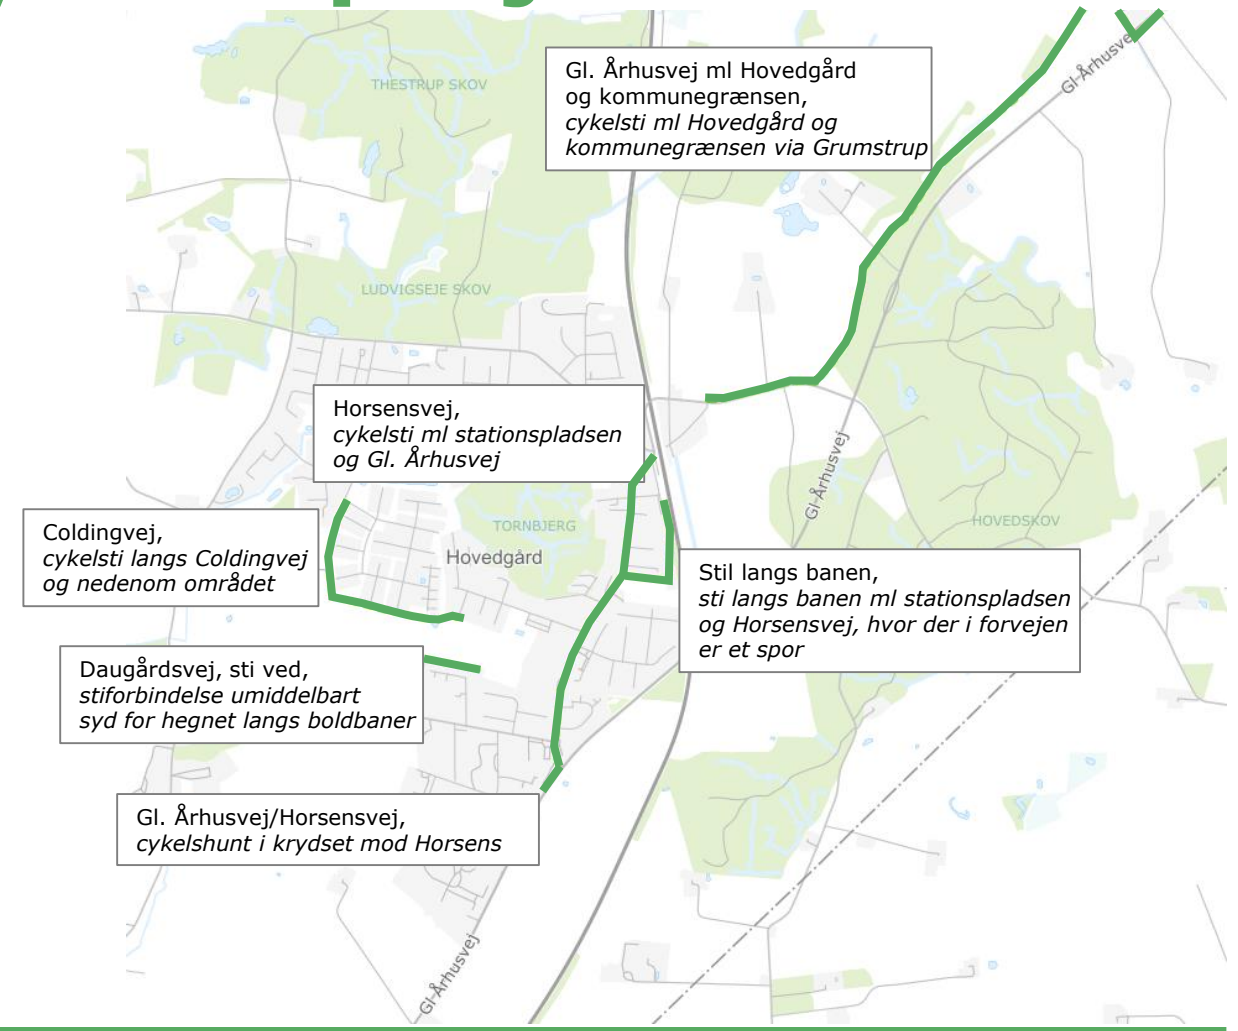 THESTRUP SKOV
Gl. Århusvej ml Hovedgård
og kommunegrænsen,
cykelsti ml Hovedgård og
kommunegrænsen via Grumstrup
Gl-Århusvej
LUDVIGSEJE SKOV
Horsensvej,
cykelsti ml stationspladsen
og Gl. Århusvej
Gl-Århusvej
Coldingvej,
cykelsti langs Coldingvej
og nedenom området
TORNBJERG
Hovedgård
HOVEDSKOV
Stil langs banen,
sti langs banen ml stationspladsen
og Horsensvej, hvor der i forvejen
er et spor
Daugårdsvej, sti ved,
stiforbindelse umiddelbart
syd for hegnet langs boldbaner
Gl. Århusvej/Horsensvej,
cykelshunt i krydset mod Horsens
Gl-Århusvej